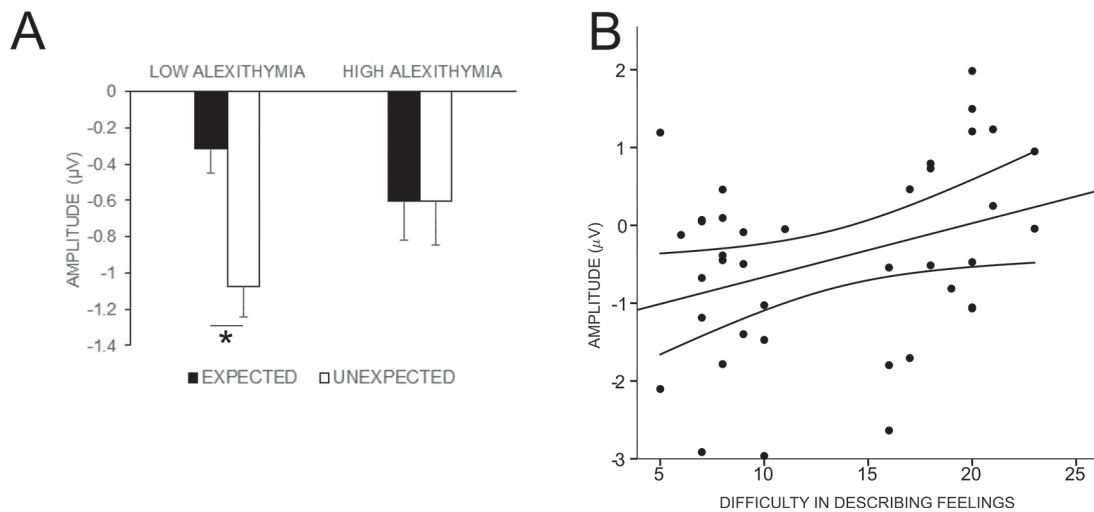 A
LOW ALEXITHYMIA HIGH ALEXITHYMIA
0
-0.2
-0.4
-0.6
-0.8
-1
-1.2
-1.4
AMPLITUDE (μV)
*
EXPECTED UNEXPECTED
B
2
1
0
-1
-2
-3
AMPLITUDE (μV)
5 10 15 20 25
DIFFICULTY IN DESCRIBING FEELINGS